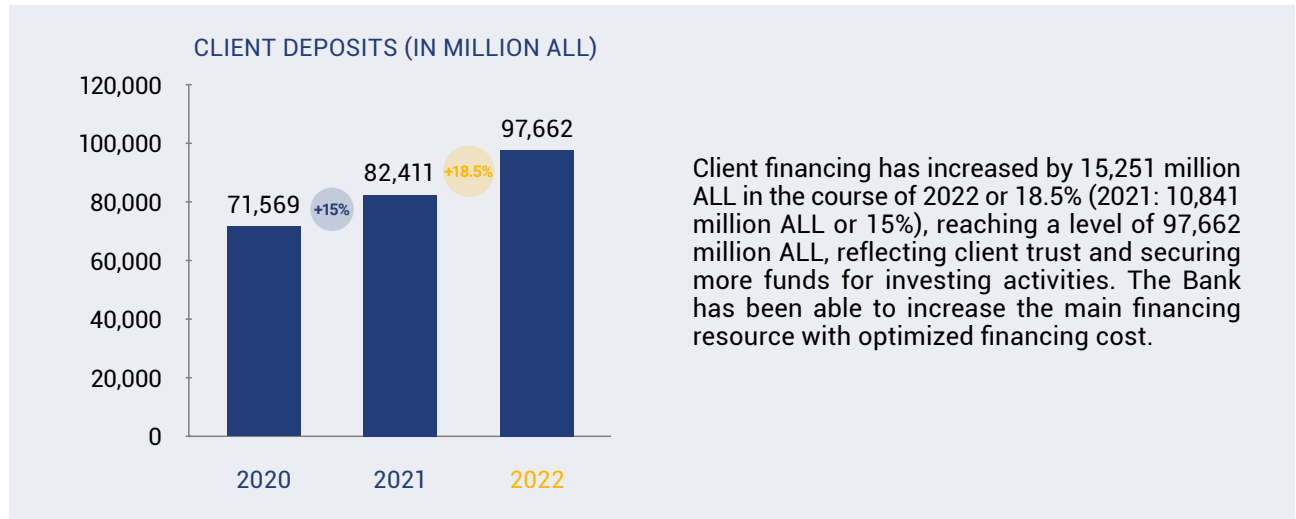 CLIENT DEPOSITS (IN MILLION ALL)
120,000
100,000
80,000
60,000
40,000
20,000
0
71,569
+15%
82,411
+18.5%
97,662
2020
2021
2022
Client financing has increased by 15,251 million
ALL in the course of 2022 or 18.5% (2021: 10,841
million ALL or 15%), reaching a level of 97,662
million ALL, reflecting client trust and securing
more funds for investing activities. The Bank
has been able to increase the main financing
resource with optimized financing cost.